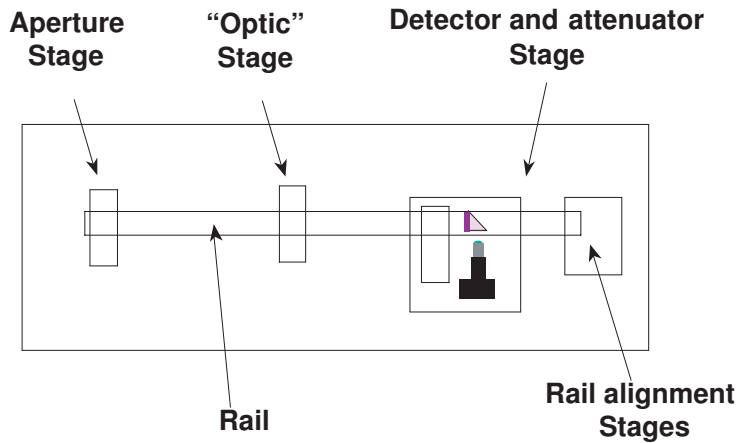 Aperture
Stage
“Optic”
Stage
Detector and attenuator
Stage
Rail
Rail alignment
Stages